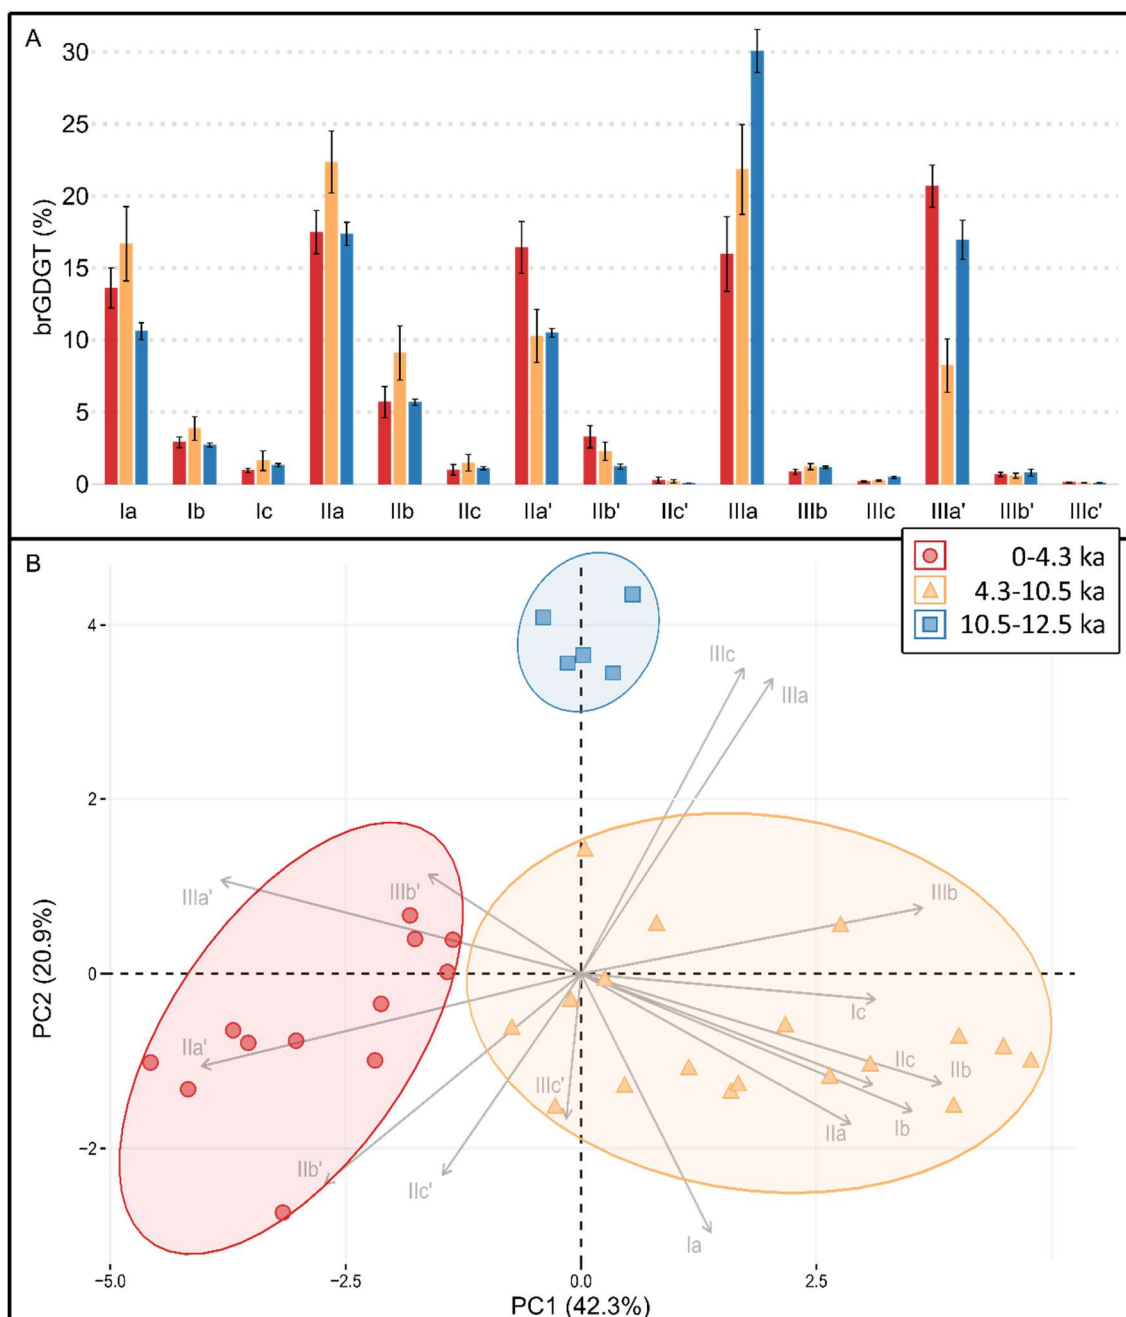 A
30
25
20
15
10
5
0
brGDGT (%)
Ia Ib Ic IIa IIb IIc IIa' IIb' IIc' IIIa IIIb IIIc IIIa' IIIb' IIIc'
B
0-4.3 ka
4.3-10.5 ka
10.5-12.5 ka
4
2
0
−2
PC2 (20.9%)
IIIc
IIIa
IIIa'
IIIb'
IIIb
Ic
IIa'
IIc
IIb
IIIc'
IIa
Ib
IIb'
IIc'
Ia
−5.0 −2.5 0.0 2.5
PC1 (42.3%)